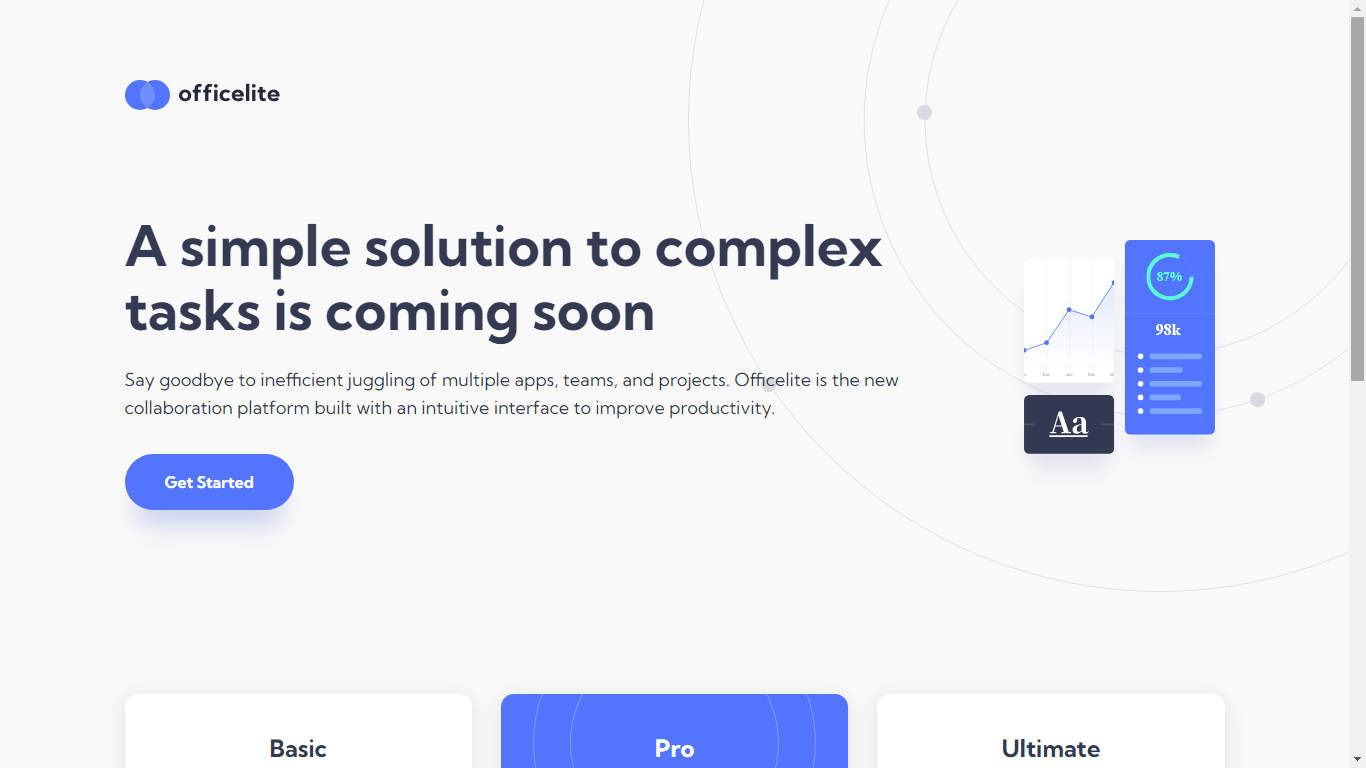 officelite
A simple solution to complex
tasks is coming soon
Say goodbye to inefficient juggling of multiple apps, teams, and projects. Officelite is the new
collaboration platform built with an intuitive interface to improve productivity.
Get Started
87%
98k
Aa
Basic
Pro
Ultimate